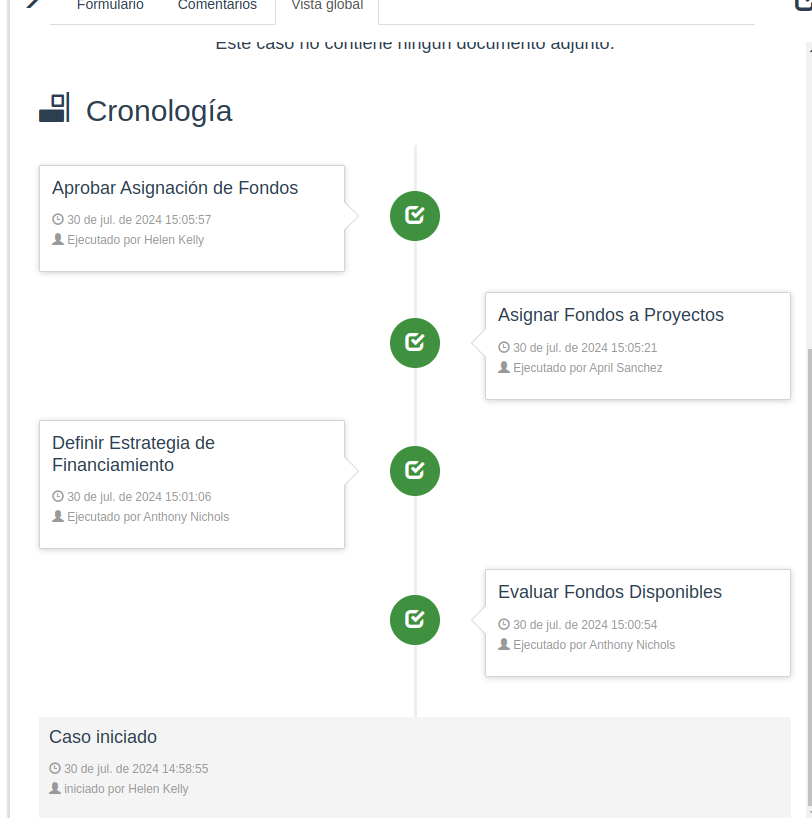 Formulario Comentarios Vista global
Este caso no contiene ningún documento adjunto.
Cronología
Aprobar Asignación de Fondos
30 de jul. de 2024 15:05:57
Ejecutado por Helen Kelly
Asignar Fondos a Proyectos
30 de jul. de 2024 15:05:21
Ejecutado por April Sanchez
Definir Estrategia de
Financiamiento
30 de jul. de 2024 15:01:06
Ejecutado por Anthony Nichols
Evaluar Fondos Disponibles
30 de jul. de 2024 15:00:54
Ejecutado por Anthony Nichols
Caso iniciado
30 de jul. de 2024 14:58:55
iniciado por Helen Kelly